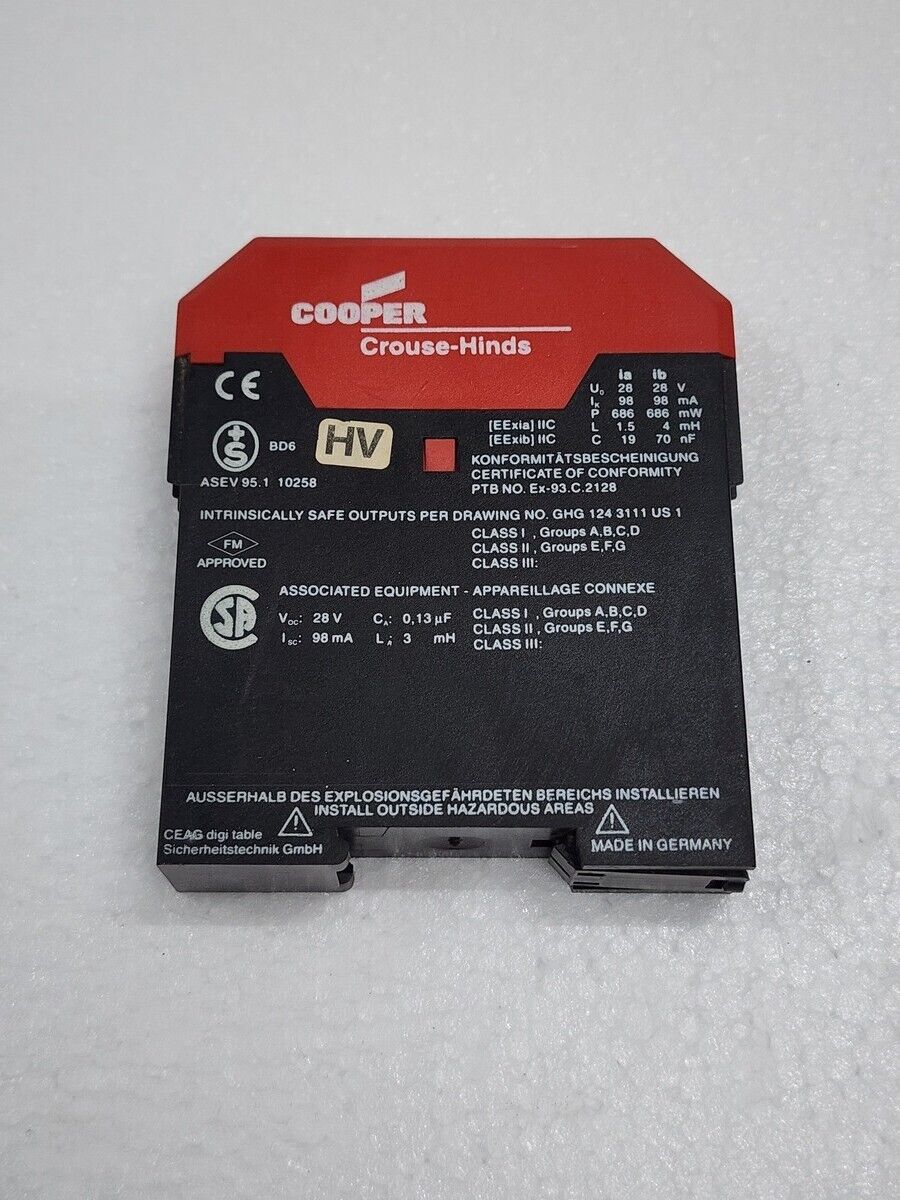 COOPER
Crouse-Hinds
CE
ia ib
U₀ 28 28 V
Iₖ 98 98 mA
P 686 686 mW
[EExia] IIC L 1.5 4 mH
[EExib] IIC C 19 70 nF
+S BD6 HV
KONFORMITÄTSBESCHEINIGUNG
CERTIFICATE OF CONFORMITY
ASEV 95.1 10258 PTB NO. Ex-93.C.2128
INTRINSICALLY SAFE OUTPUTS PER DRAWING NO. GHG 124 3111 US 1
FM
APPROVED
CLASS I , Groups A,B,C,D
CLASS II , Groups E,F,G
CLASS III:
ASSOCIATED EQUIPMENT - APPAREILLAGE CONNEXE
SA
Voc: 28 V Cₐ: 0,13 µF CLASS I , Groups A,B,C,D
Isc: 98 mA Lₐ 3 mH CLASS II , Groups E,F,G
CLASS III:
AUSSERHALB DES EXPLOSIONSGEFÄHRDETEN BEREICHS INSTALLIEREN
INSTALL OUTSIDE HAZARDOUS AREAS
CEAG digi table
Sicherheitstechnik GmbH
MADE IN GERMANY